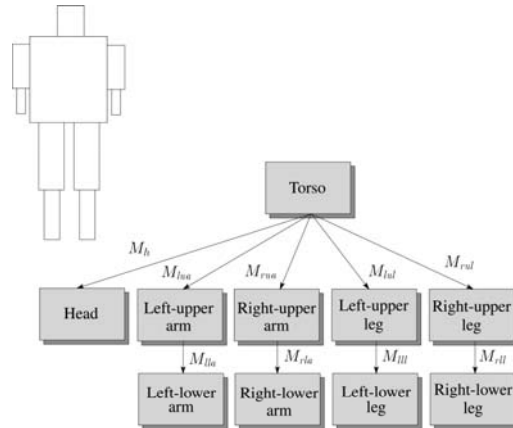 Torso
M_h
M_lua
M_rua
M_lul
M_rul
Head
Left-upper
arm
Right-upper
arm
Left-upper
leg
Right-upper
leg
M_lla
M_rla
M_lll
M_rll
Left-lower
arm
Right-lower
arm
Left-lower
leg
Right-lower
leg